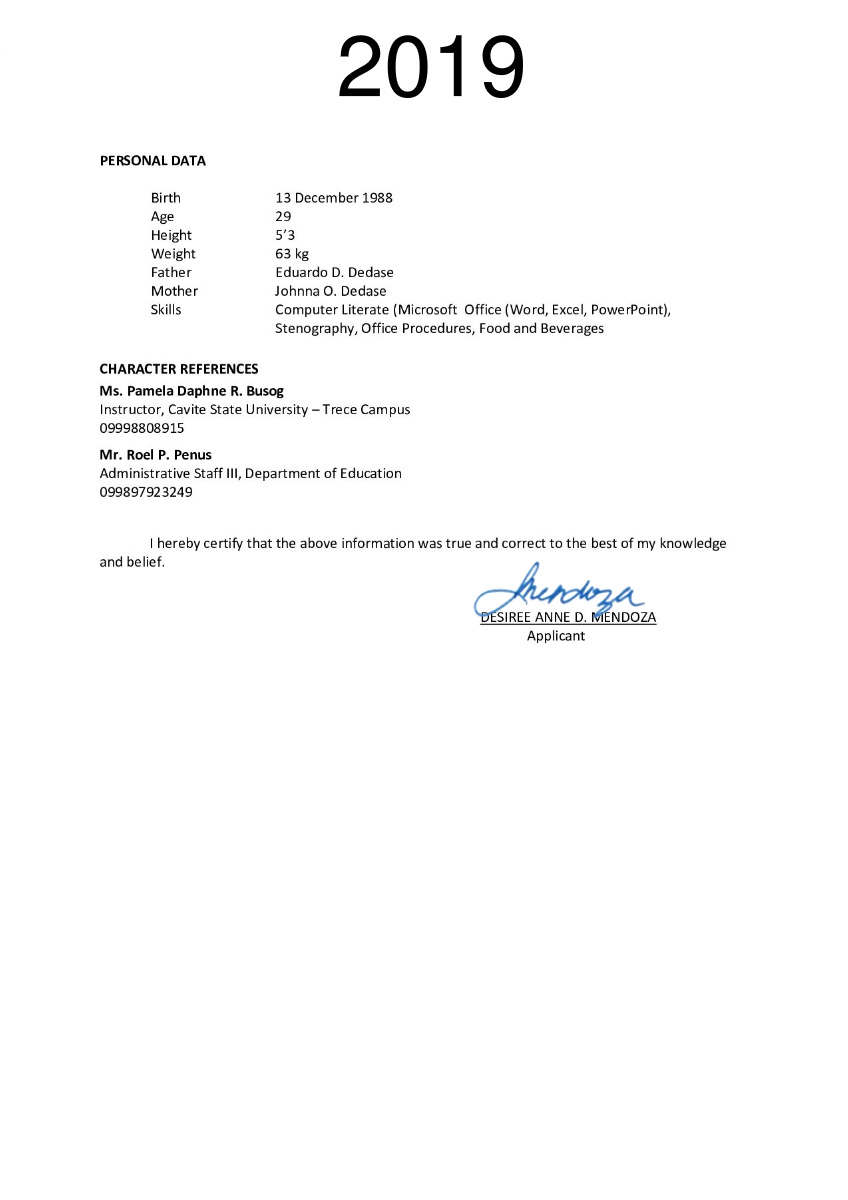 2019
PERSONAL DATA
Birth 13 December 1988
Age 29
Height 5’3
Weight 63 kg
Father Eduardo D. Dedase
Mother Johnna O. Dedase
Skills Computer Literate (Microsoft Office (Word, Excel, PowerPoint),
Stenography, Office Procedures, Food and Beverages
CHARACTER REFERENCES
Ms. Pamela Daphne R. Busog
Instructor, Cavite State University – Trece Campus
09998808915
Mr. Roel P. Penus
Administrative Staff III, Department of Education
099897923249
I hereby certify that the above information was true and correct to the best of my knowledge
and belief.
Mendoza
DESIREE ANNE D. MENDOZA
Applicant